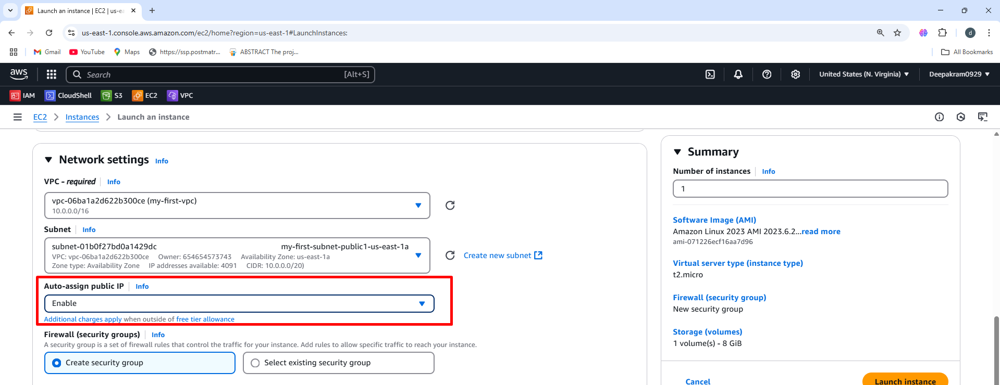 Launch an instance | EC2 | us-ea
us-east-1.console.aws.amazon.com/ec2/home?region=us-east-1#LaunchInstances:
d
Gmail
YouTube
Maps
https://ssp.postmatr...
ABSTRACT The proj...
All Bookmarks
aws
Search
[Alt+S]
United States (N. Virginia)
Deepakram0929
IAM
CloudShell
S3
EC2
VPC
EC2
Instances
Launch an instance
Network settings Info
VPC - required Info
vpc-06ba1a2d622b300ce (my-first-vpc)
10.0.0.0/16
Subnet Info
subnet-01b0f27bd0a1429dc my-first-subnet-public1-us-east-1a
VPC: vpc-06ba1a2d622b300ce Owner: 654654573743 Availability Zone: us-east-1a
Zone type: Availability Zone IP addresses available: 4091 CIDR: 10.0.0.0/20)
Create new subnet
Auto-assign public IP Info
Enable
Additional charges apply when outside of free tier allowance
Firewall (security groups) Info
A security group is a set of firewall rules that control the traffic for your instance. Add rules to allow specific traffic to reach your instance.
Create security group
Select existing security group
Summary
Number of instances Info
1
Software Image (AMI)
Amazon Linux 2023 AMI 2023.6.2...read more
ami-071226ecf16aa7d96
Virtual server type (instance type)
t2.micro
Firewall (security group)
New security group
Storage (volumes)
1 volume(s) - 8 GiB
Cancel
Launch instance